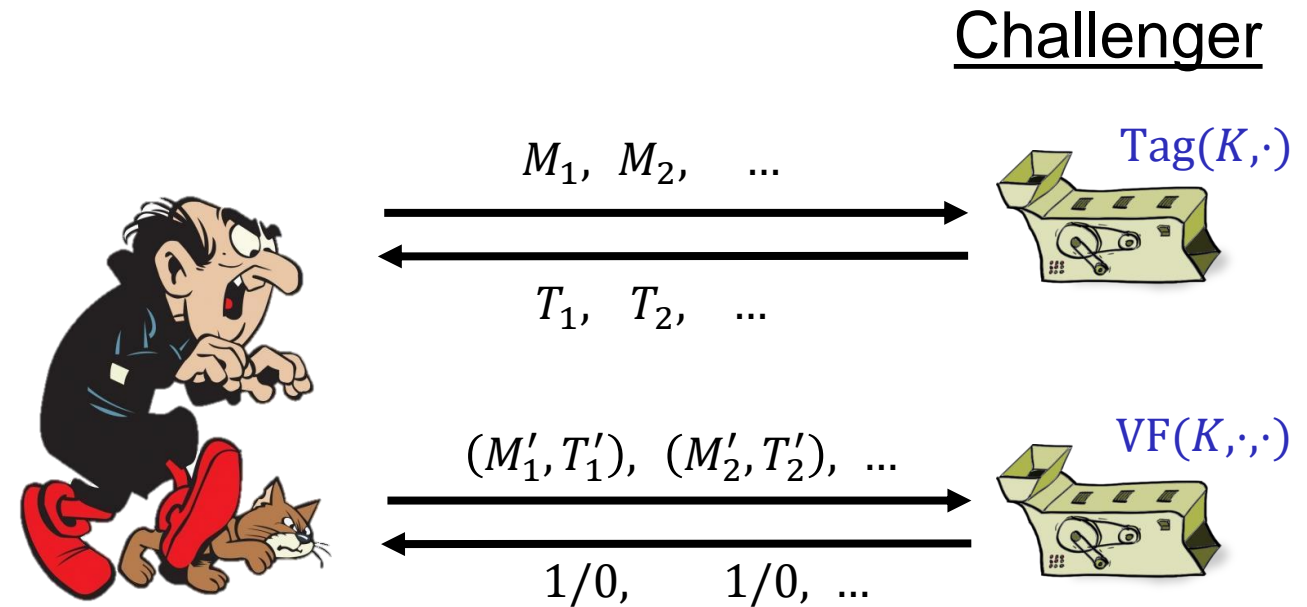 Challenger
Tag(𝐾,·)
𝑀₁, 𝑀₂, ...
𝑇₁, 𝑇₂, ...
VF(𝐾,·,·)
(𝑀′₁,𝑇′₁), (𝑀′₂,𝑇′₂), ...
1/0, 1/0, ...